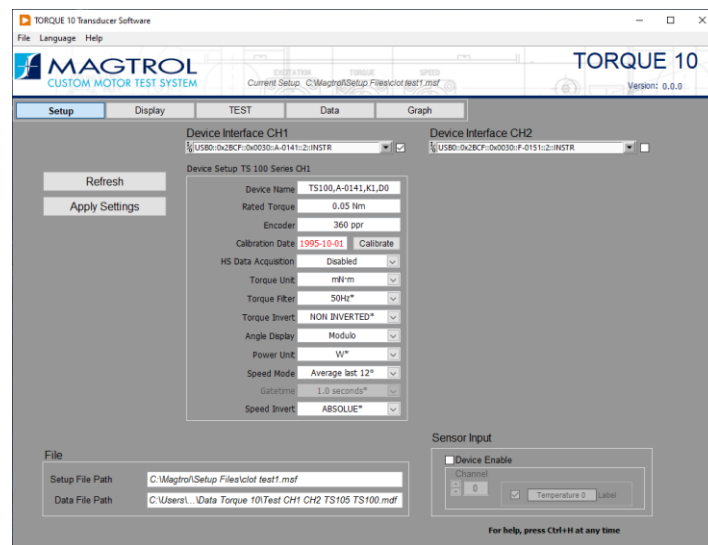 TORQUE 10 Transducer Software
File Language Help
MAGTROL
CUSTOM MOTOR TEST SYSTEM
EXCITATION TORQUE SPEED
Current Setup C:\Magtrol\Setup Files\clot test1.msf
TORQUE 10
Version: 0.0.0
Setup Display TEST Data Graph
Device Interface CH1 Device Interface CH2
USB0::0x2BCF::0x0030::A-0141::2::INSTR USB0::0x2BCF::0x0030::F-0151::2::INSTR
Device Setup TS 100 Series CH1
Refresh
Apply Settings
Device Name TS100,A-0141,K1,D0
Rated Torque 0.05 Nm
Encoder 360 ppr
Calibration Date 1995-10-01 Calibrate
HS Data Acquisition Disabled
Torque Unit mN·m
Torque Filter 50Hz*
Torque Invert NON INVERTED*
Angle Display Modulo
Power Unit W*
Speed Mode Average last 12°
Gatetime 1.0 seconds*
Speed Invert ABSOLUE*
File
Setup File Path C:\Magtrol\Setup Files\clot test1.msf
Data File Path C:\Users\...\Data Torque 10\Test CH1 CH2 TS105 TS100.mdf
Sensor Input
Device Enable
Channel
0
Temperature 0 Label
For help, press Ctrl+H at any time